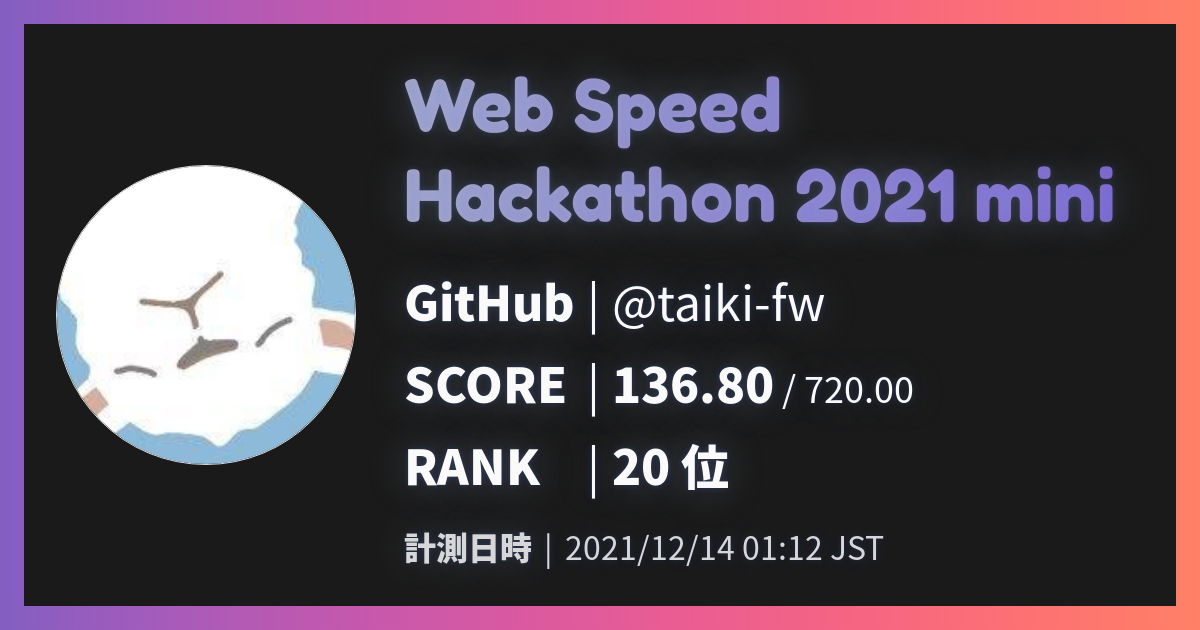 Web Speed
Hackathon 2021 mini
GitHub | @taiki-fw
SCORE | 136.80 / 720.00
RANK | 20 位
計測日時 | 2021/12/14 01:12 JST